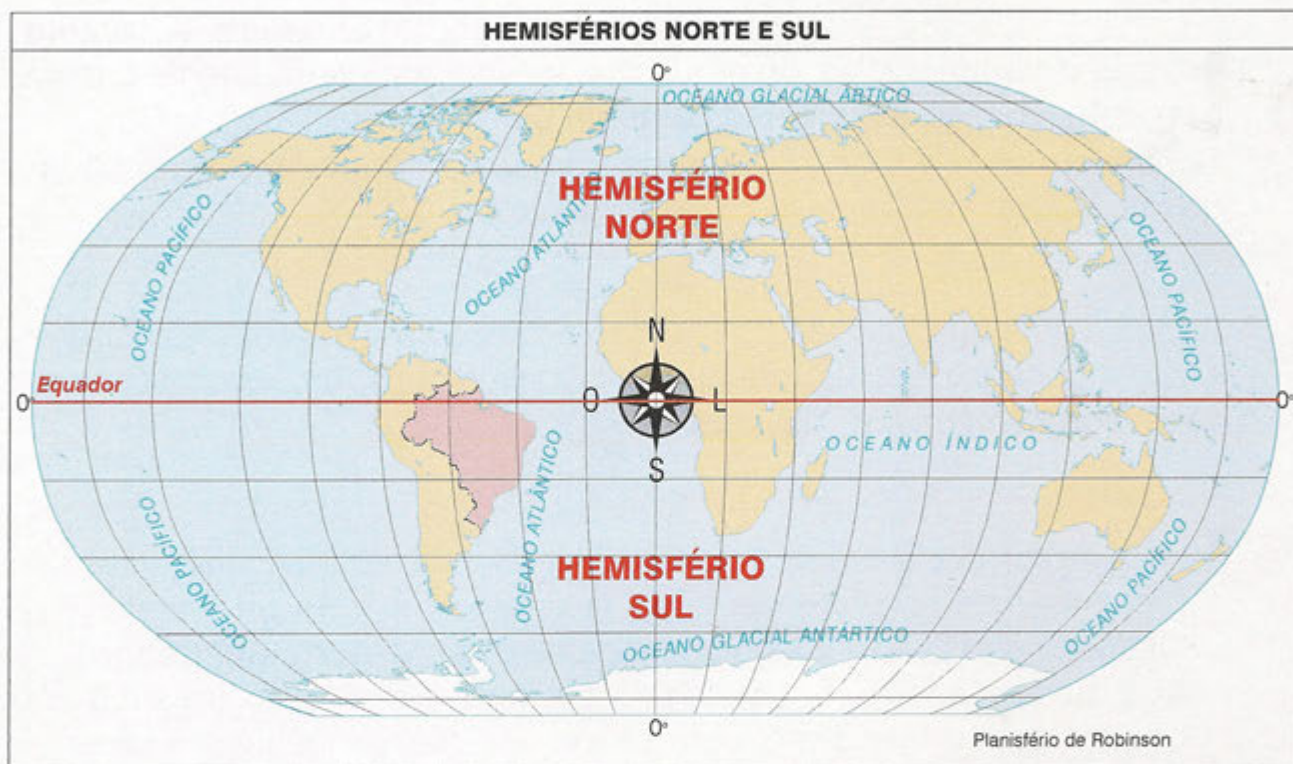 HEMISFÉRIOS NORTE E SUL
0°
OCEANO GLACIAL ÁRTICO
HEMISFÉRIO
NORTE
OCEANO PACÍFICO
OCEANO ATLÂNTICO
OCEANO PACÍFICO
N
Equador
0°
O
L
0°
S
OCEANO ÍNDICO
OCEANO ATLÂNTICO
OCEANO PACÍFICO
HEMISFÉRIO
SUL
OCEANO PACÍFICO
OCEANO GLACIAL ANTÁRTICO
0°
Planisfério de Robinson